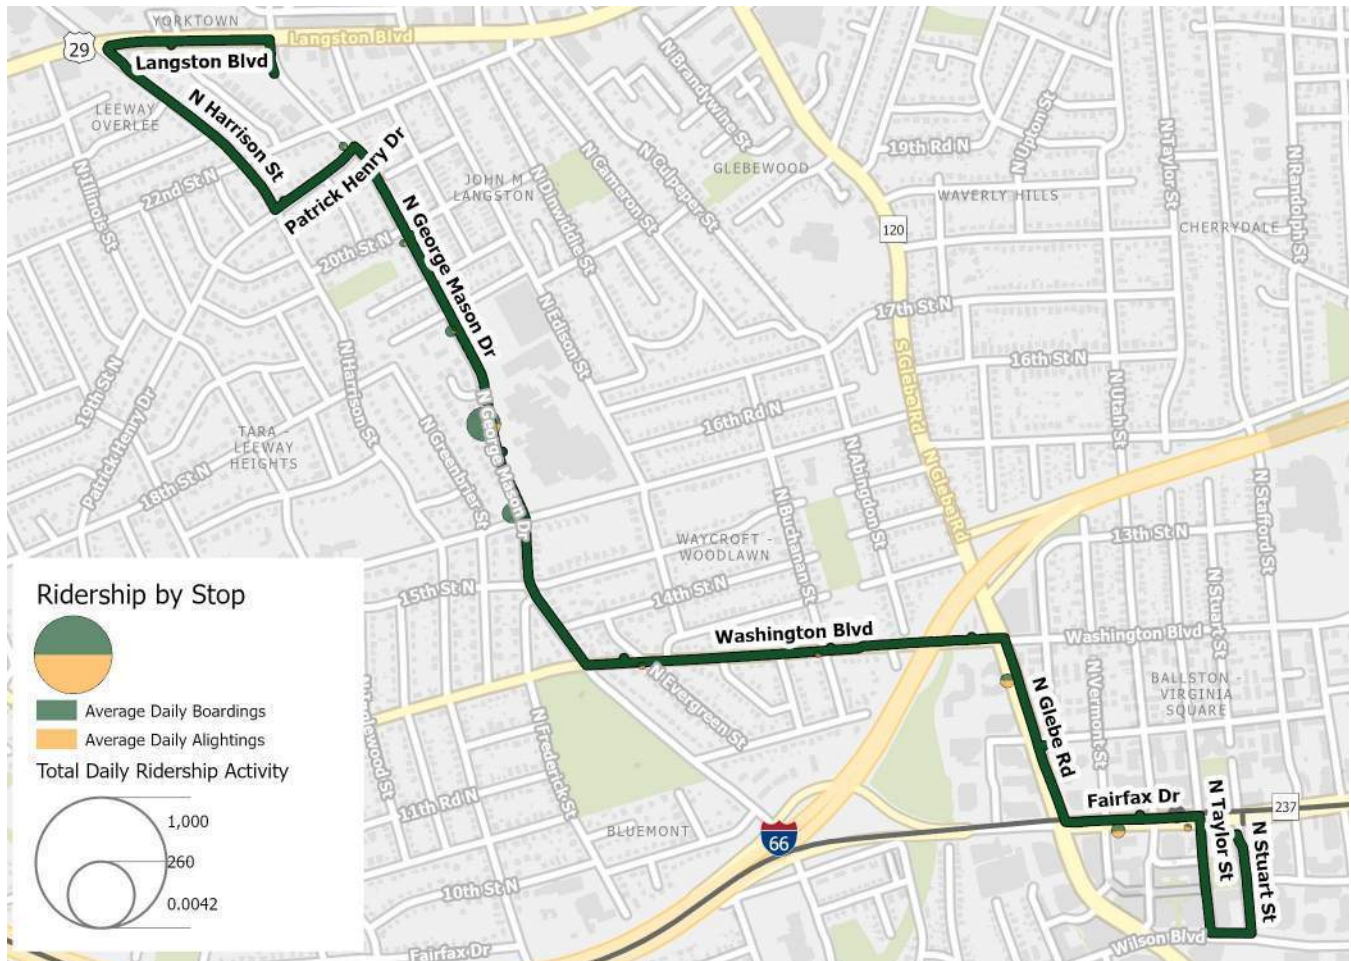 YORKTOWN
29
Langston Blvd
Langston Blvd
LEEWAY
OVERLEE
N Harrison St
N Illinois St
22nd St N
Patrick Henry Dr
20th St N
JOHN M
LANGSTON
N George Mason Dr
N Dinwiddie St
N Cameron St
N Culpeper St
N Brandywine St
GLEBEWOOD
N Edison St
19th Rd N
N Upton St
WAVERLY HILLS
N Taylor St
CHERRYDALE
N Randolph St
120
17th St N
S Glebe Rd
16th St N
N Utah St
19th St N
Patrick Henry Dr
N Harrison St
TARA -
LEEWAY
HEIGHTS
18th St N
N Greenbrier St
N George Mason Dr
16th Rd N
N Abingdon St
N Glebe Rd
N Buchanan St
WAYCROFT -
WOODLAWN
13th St N
N Stafford St
15th St N
14th St N
N Stuart St
Washington Blvd
Washington Blvd
N Evergreen St
N Glebe Rd
N Vermont St
BALLSTON -
VIRGINIA
SQUARE
N Frederick St
11th Rd N
BLUEMONT
66
Fairfax Dr
237
N Taylor St
N Stuart St
10th St N
Fairfax Dr
Wilson Blvd
Ridership by Stop
Average Daily Boardings
Average Daily Alightings
Total Daily Ridership Activity
1,000
260
0.0042